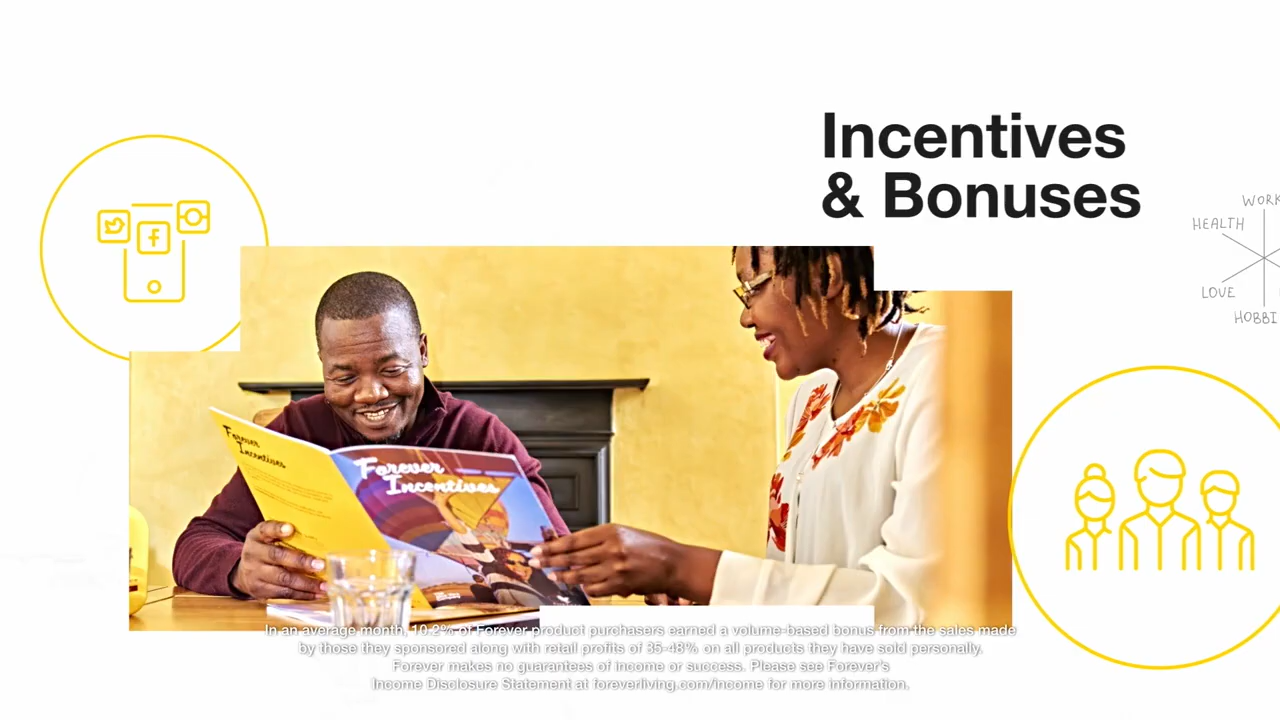 Incentives
& Bonuses
WORK
HEALTH
LOVE
HOBBI
Forever
Incentives
Forever
Incentives
In an average month, 10.2% of Forever product purchasers earned a volume-based bonus from the sales made
by those they sponsored along with retail profits of 35-48% on all products they have sold personally.
Forever makes no guarantees of income or success. Please see Forever's
Income Disclosure Statement at foreverliving.com/income for more information.